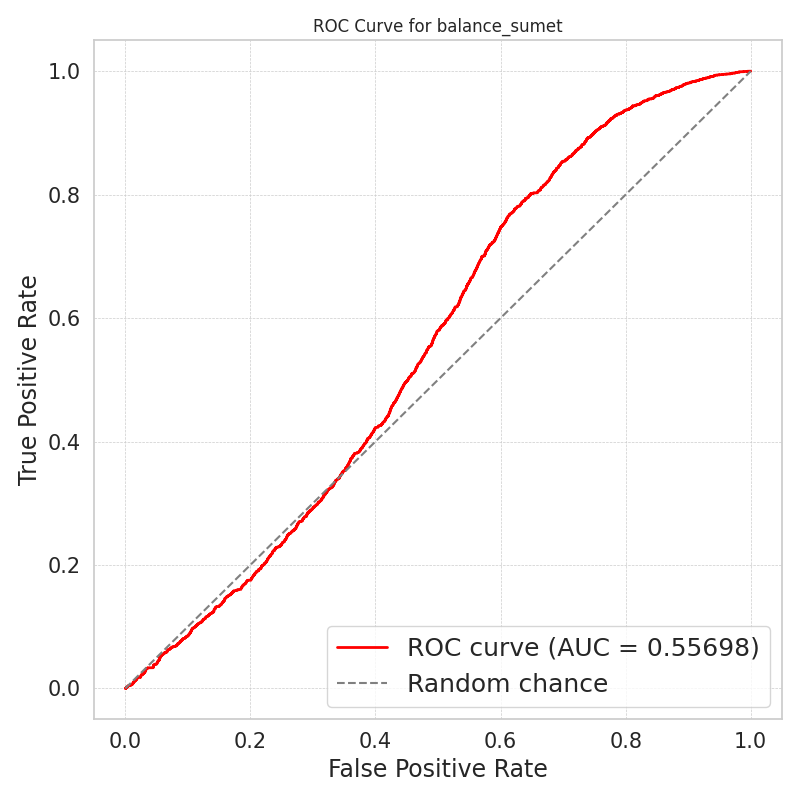 ROC Curve for balance_sumet
True Positive Rate
1.0
0.8
0.6
0.4
0.2
0.0
ROC curve (AUC = 0.55698)
Random chance
0.0 0.2 0.4 0.6 0.8 1.0
False Positive Rate